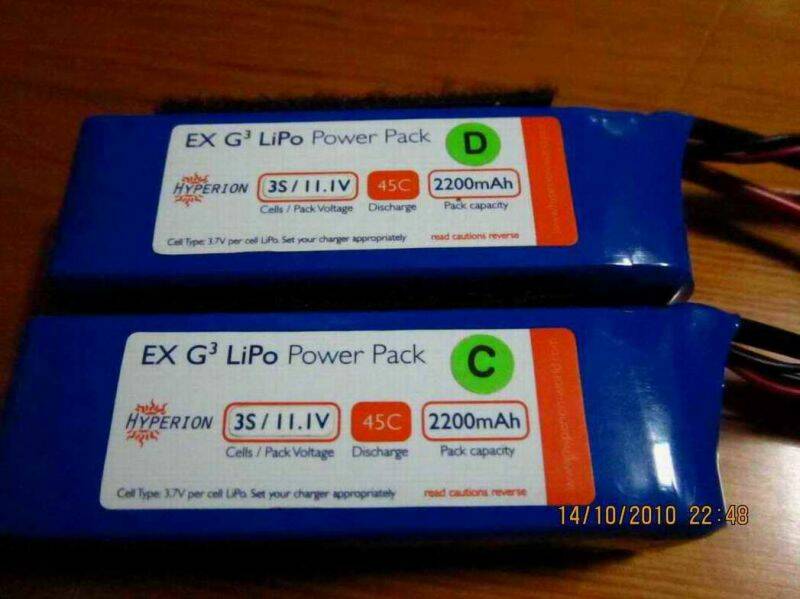 EX G³ LiPo Power Pack
D
HYPERION
3S / 11.1V
45C
2200mAh
Cells / Pack Voltage
Discharge
Pack capacity
Cell Type: 3.7V per cell LiPo. Set your charger appropriately
read cautions reverse
EX G³ LiPo Power Pack
C
HYPERION
3S / 11.1V
45C
2200mAh
Cells / Pack Voltage
Discharge
Pack capacity
Cell Type: 3.7V per cell LiPo. Set your charger appropriately
read cautions reverse
14/10/2010 22:48